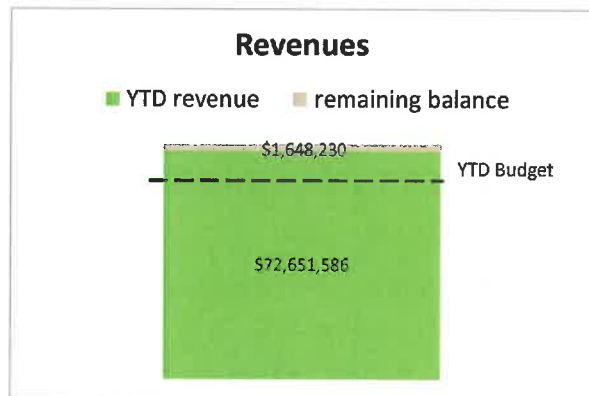 Revenues
YTD revenue remaining balance
$1,648,230
YTD Budget
$72,651,586